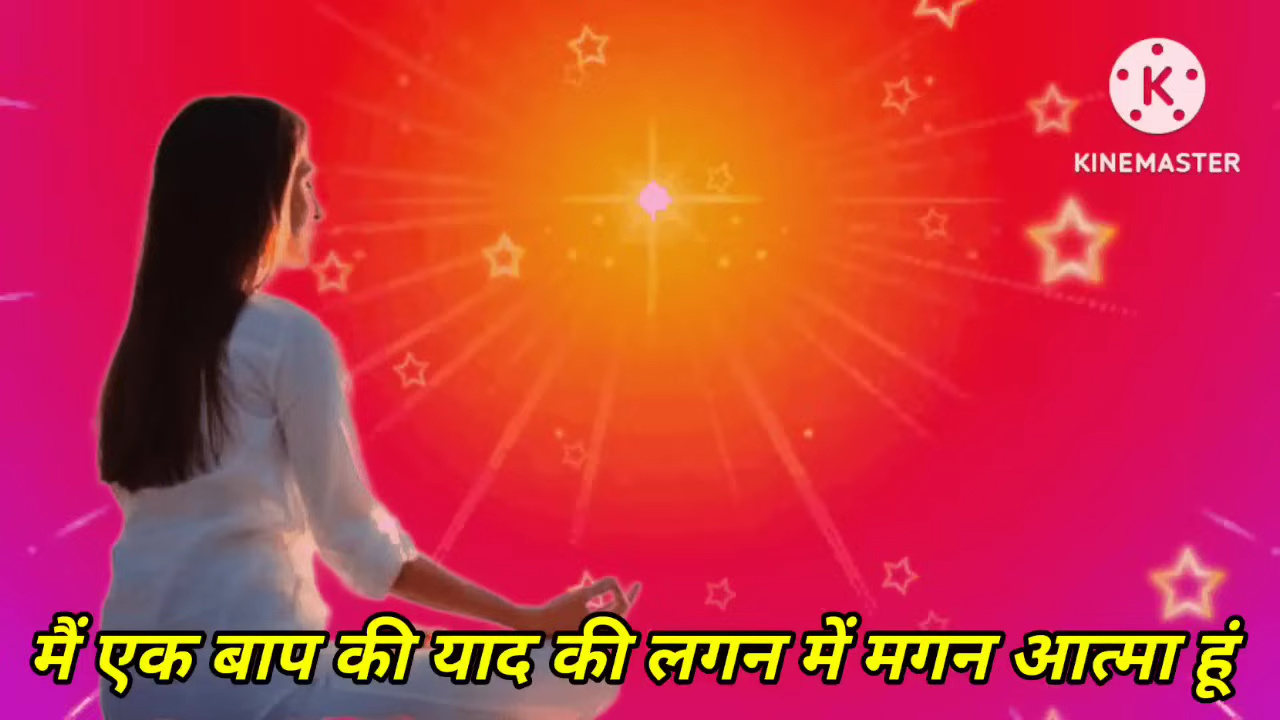 K
KINEMASTER
मैं एक बाप की याद की लगन में मगन आत्मा हूं